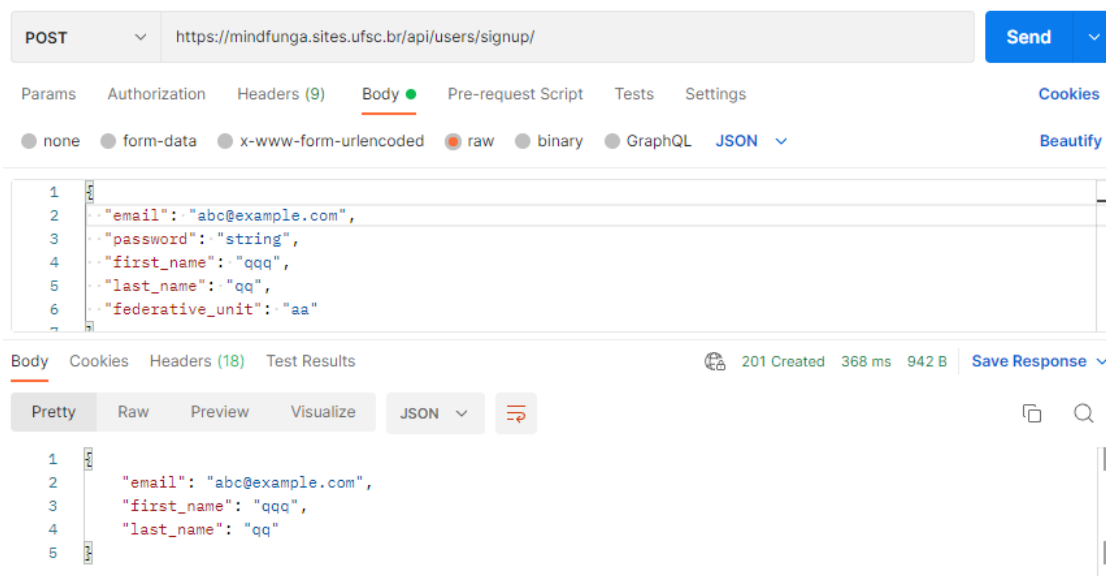 POST https://mindfunga.sites.ufsc.br/api/users/signup/ Send
Params Authorization Headers (9) Body Pre-request Script Tests Settings Cookies
none form-data x-www-form-urlencoded raw binary GraphQL JSON Beautify
1 {
2 "email": "abc@example.com",
3 "password": "string",
4 "first_name": "qqq",
5 "last_name": "qq",
6 "federative_unit": "aa"
7 }
Body Cookies Headers (18) Test Results 201 Created 368 ms 942 B Save Response
Pretty Raw Preview Visualize JSON
1 {
2 "email": "abc@example.com",
3 "first_name": "qqq",
4 "last_name": "qq"
5 }